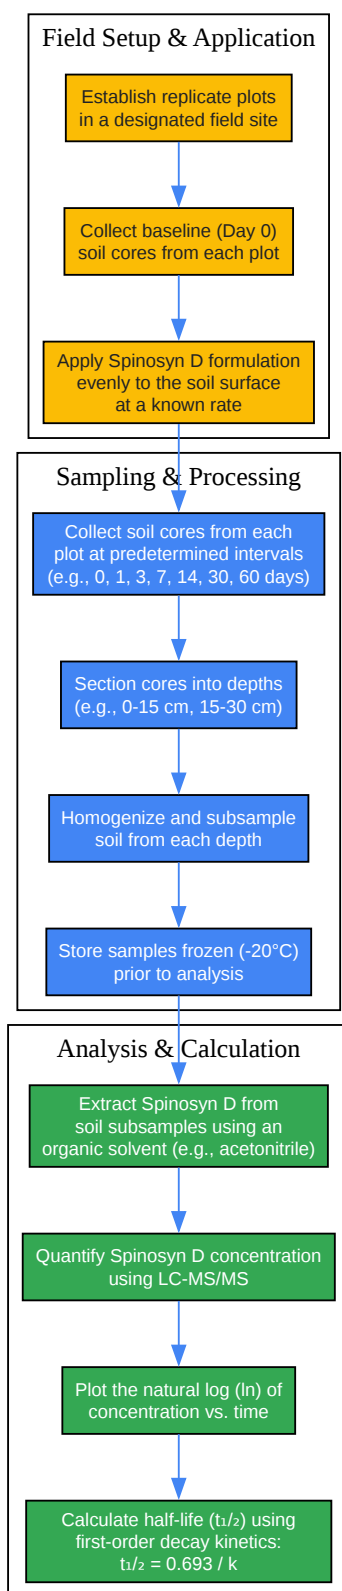 Field Setup & Application
Establish replicate plots
in a designated field site
Collect baseline (Day 0)
soil cores from each plot
Apply Spinosyn D formulation
evenly to the soil surface
at a known rate
Sampling & Processing
Collect soil cores from each
plot at predetermined intervals
(e.g., 0, 1, 3, 7, 14, 30, 60 days)
Section cores into depths
(e.g., 0-15 cm, 15-30 cm)
Homogenize and subsample
soil from each depth
Store samples frozen (-20°C)
prior to analysis
Analysis & Calculation
Extract Spinosyn D from
soil subsamples using an
organic solvent (e.g., acetonitrile)
Quantify Spinosyn D concentration
using LC-MS/MS
Plot the natural log (ln) of
concentration vs. time
Calculate half-life (t₁/₂) using
first-order decay kinetics:
t₁/₂ = 0.693 / k